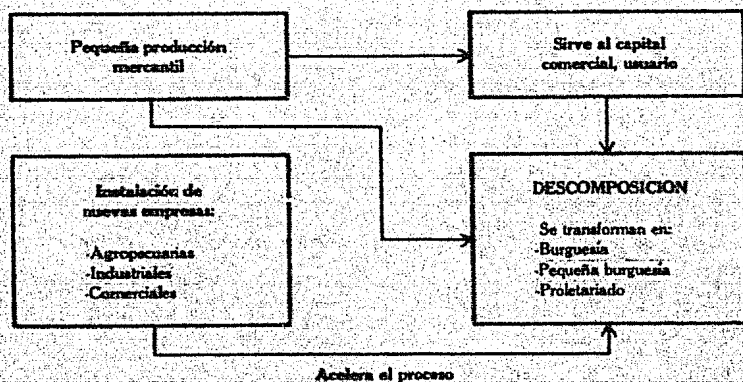 Pequeña producción
mercantil
Sirve al capital
comercial, usuario
Instalación de
nuevas empresas:
-Agropecuarias
-Industriales
-Comerciales
DESCOMPOSICION
Se transforman en:
-Burguesía
-Pequeña burguesía
-Proletariado
Acelera el proceso